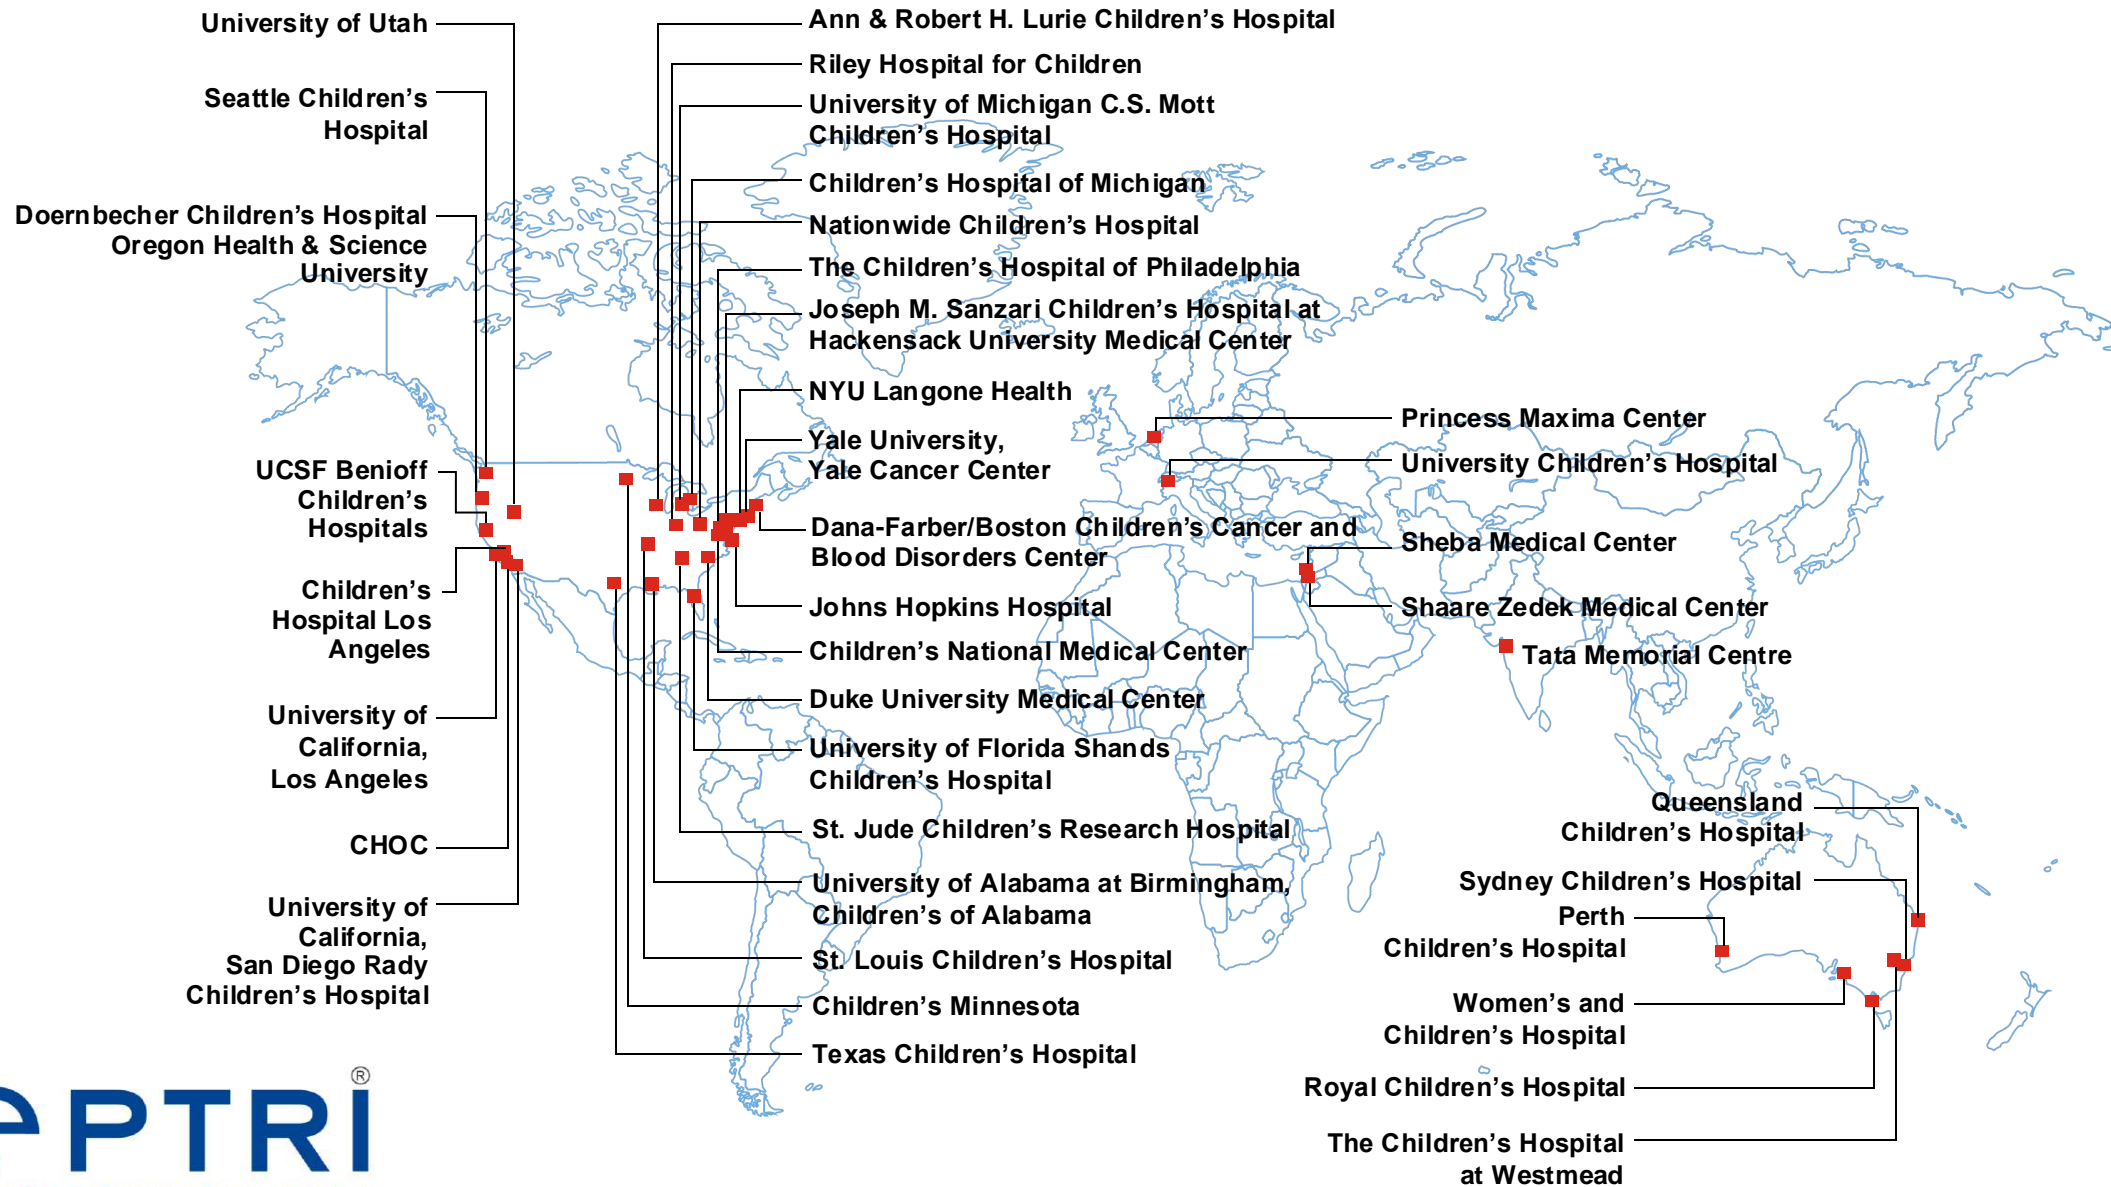 University of Utah
Seattle Children’s
Hospital
Doernbecher Children’s Hospital
Oregon Health & Science
University
UCSF Benioff
Children’s
Hospitals
Children’s
Hospital Los
Angeles
University of
California,
Los Angeles
CHOC
University of
California,
San Diego Rady
Children’s Hospital
Ann & Robert H. Lurie Children’s Hospital
Riley Hospital for Children
University of Michigan C.S. Mott
Children’s Hospital
Children’s Hospital of Michigan
Nationwide Children’s Hospital
The Children’s Hospital of Philadelphia
Joseph M. Sanzari Children’s Hospital at
Hackensack University Medical Center
NYU Langone Health
Yale University,
Yale Cancer Center
Dana-Farber/Boston Children’s Cancer and
Blood Disorders Center
Johns Hopkins Hospital
Children’s National Medical Center
Duke University Medical Center
University of Florida Shands
Children’s Hospital
St. Jude Children’s Research Hospital
University of Alabama at Birmingham,
Children’s of Alabama
St. Louis Children’s Hospital
Children’s Minnesota
Texas Children’s Hospital
Princess Maxima Center
University Children’s Hospital
Sheba Medical Center
Shaare Zedek Medical Center
Tata Memorial Centre
Queensland
Children’s Hospital
Sydney Children’s Hospital
Perth
Children’s Hospital
Women’s and
Children’s Hospital
Royal Children’s Hospital
The Children’s Hospital
at Westmead
ePTRI®